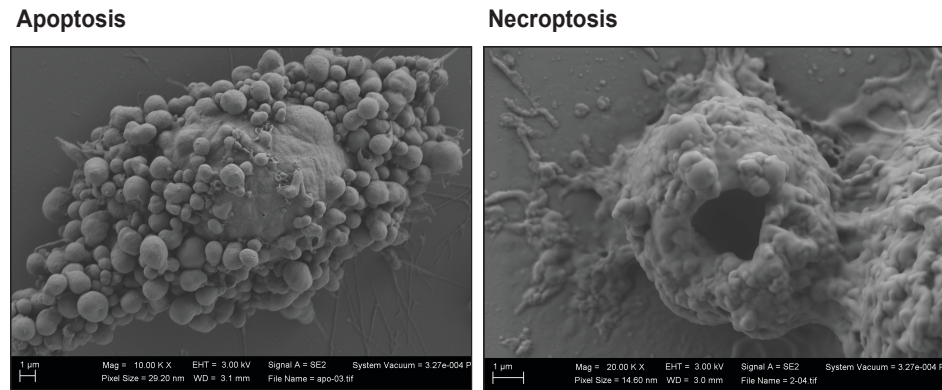 Apoptosis
Necroptosis
1 µm
Mag = 10.00 K X EHT = 3.00 kV Signal A = SE2 System Vacuum = 3.27e-004 P
Pixel Size = 29.20 nm WD = 3.1 mm File Name = apo-03.tif
1 µm
Mag = 20.00 K X EHT = 3.00 kV Signal A = SE2 System Vacuum = 3.27e-004 P
Pixel Size = 14.60 nm WD = 3.0 mm File Name = 2-04.tif